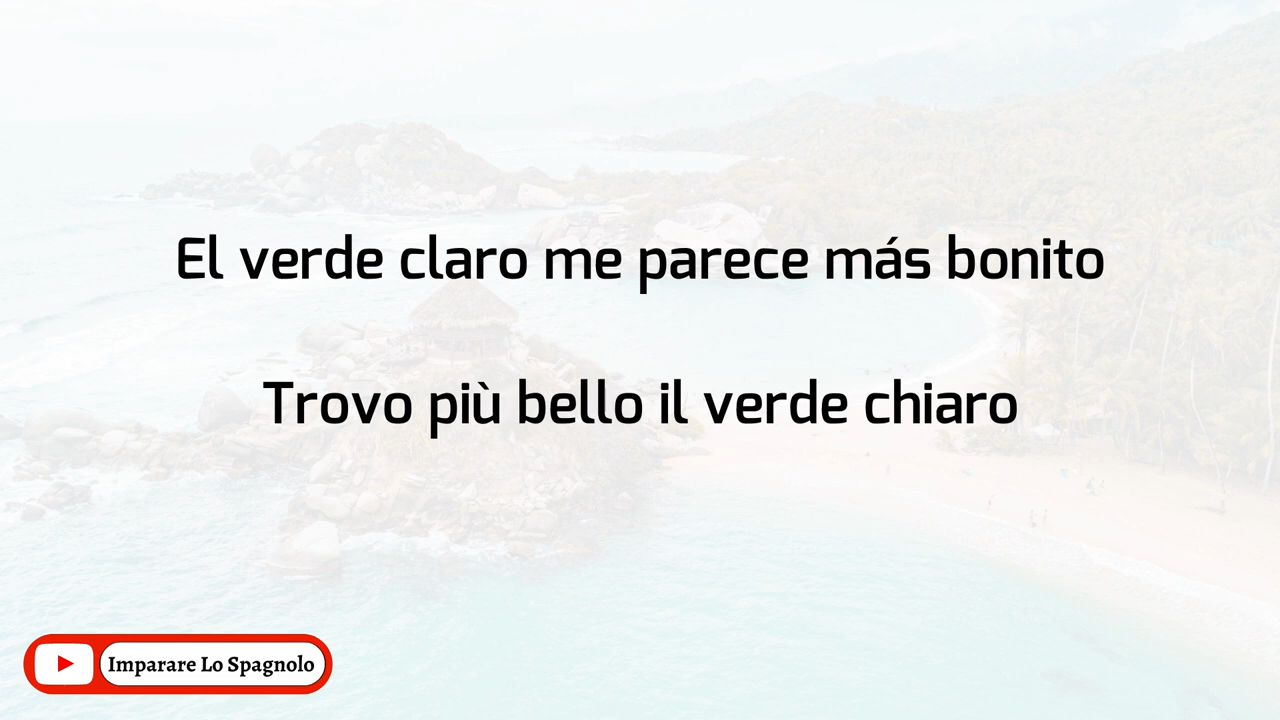 El verde claro me parece más bonito
Trovo più bello il verde chiaro
Imparare Lo Spagnolo